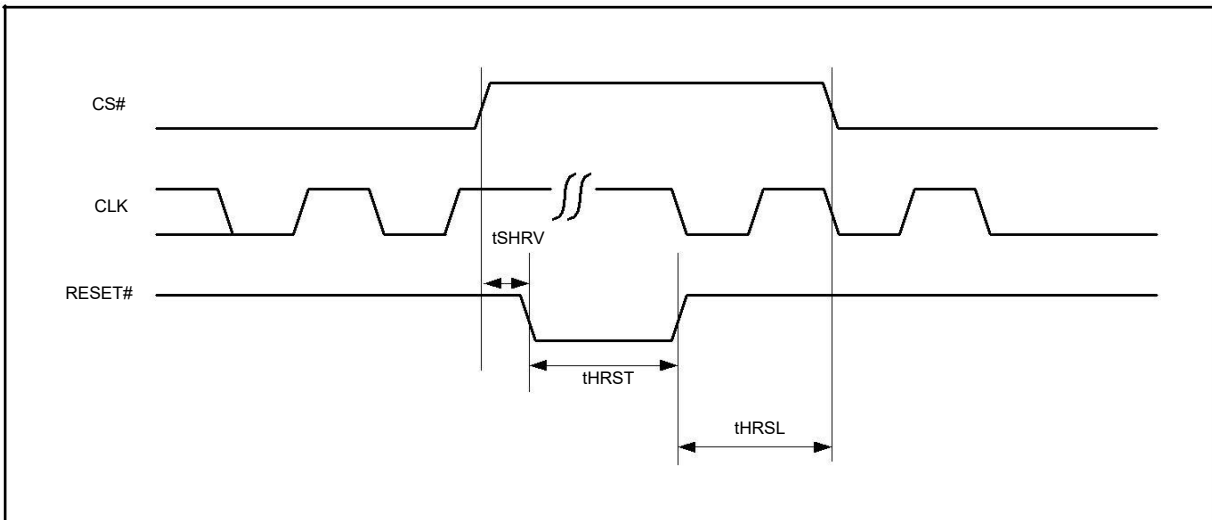 CS#
CLK
tSHRV
RESET#
tHRST
tHRSL